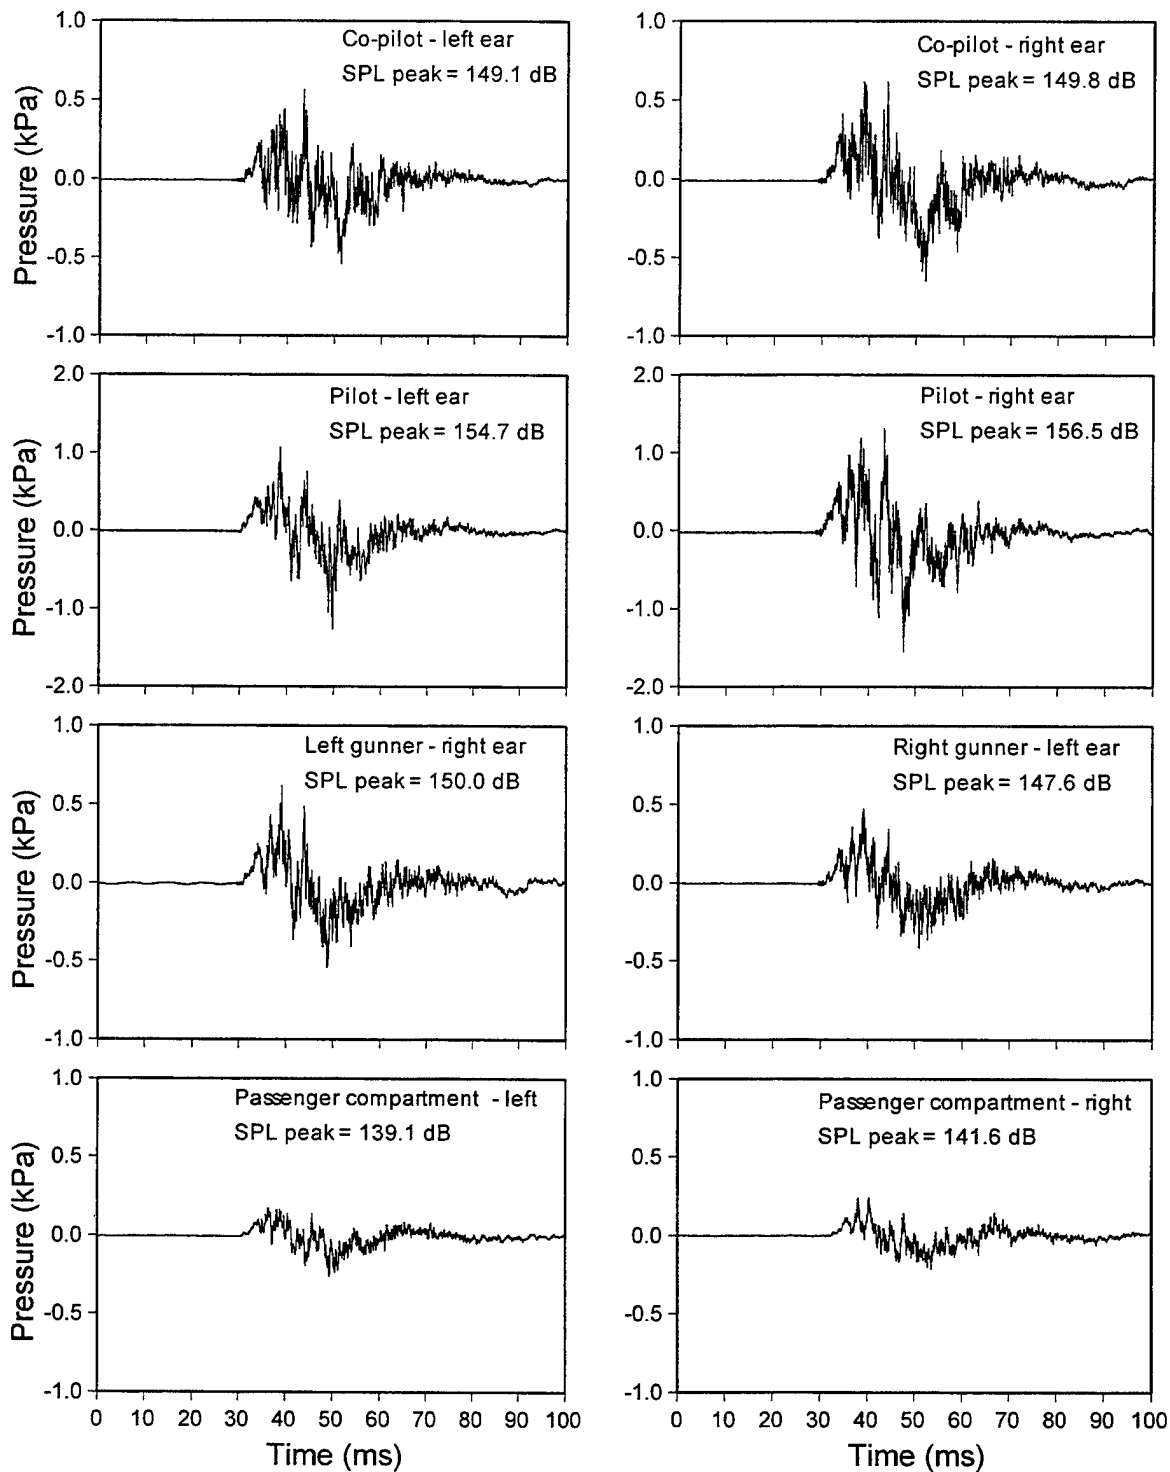 Co-pilot - left ear
SPL peak = 149.1 dB
Pressure (kPa)
1.0
0.5
0.0
-0.5
-1.0
Co-pilot - right ear
SPL peak = 149.8 dB
1.0
0.5
0.0
-0.5
-1.0
Pilot - left ear
SPL peak = 154.7 dB
Pressure (kPa)
2.0
1.0
0.0
-1.0
-2.0
Pilot - right ear
SPL peak = 156.5 dB
2.0
1.0
0.0
-1.0
-2.0
Left gunner - right ear
SPL peak = 150.0 dB
Pressure (kPa)
1.0
0.5
0.0
-0.5
-1.0
Right gunner - left ear
SPL peak = 147.6 dB
1.0
0.5
0.0
-0.5
-1.0
Passenger compartment - left
SPL peak = 139.1 dB
Pressure (kPa)
1.0
0.5
0.0
-0.5
-1.0
0 10 20 30 40 50 60 70 80 90 100
Time (ms)
Passenger compartment - right
SPL peak = 141.6 dB
1.0
0.5
0.0
-0.5
-1.0
0 10 20 30 40 50 60 70 80 90 100
Time (ms)